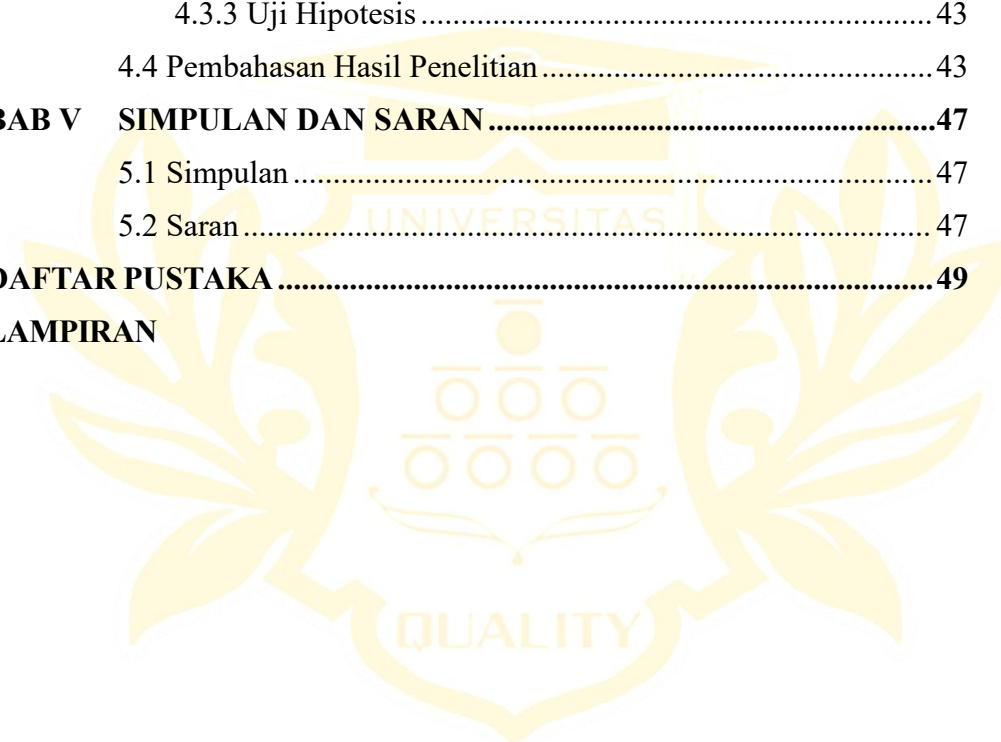 4.3.3 Uji Hipotesis ........................................................................ 43
4.4 Pembahasan Hasil Penelitian ....................................................... 43
BAB V SIMPULAN DAN SARAN .......................................................47
5.1 Simpulan ......................................................................................... 47
5.2 Saran ................................................................................................ 47
DAFTAR PUSTAKA ...................................................................................49
LAMPIRAN
UNIVERSITAS
QUALITY